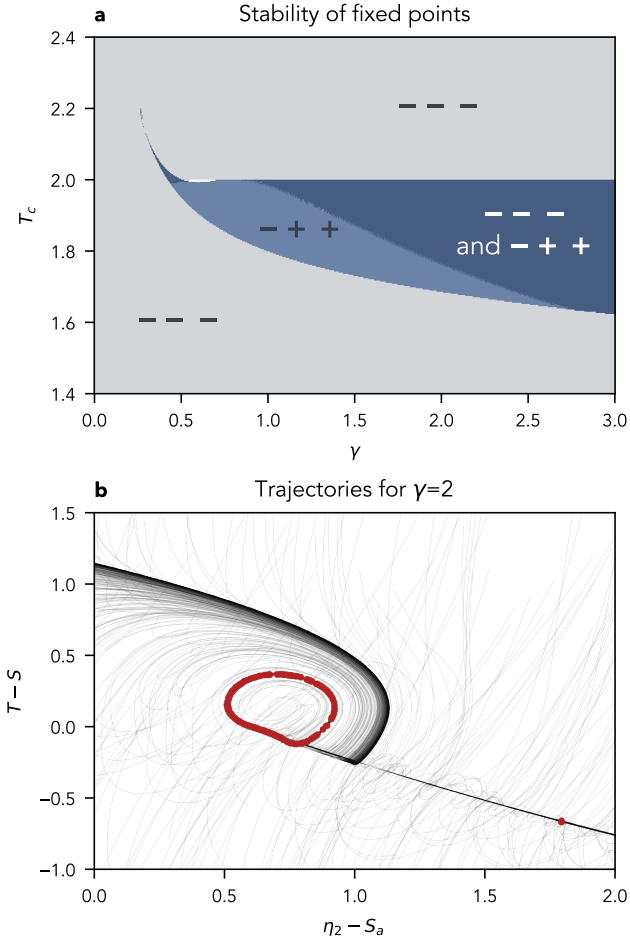 a Stability of fixed points
2.4
2.2
2.0
1.8
1.6
1.4
T_c
− − −
− + +
− − −
and − + +
− − −
0.0 0.5 1.0 1.5 2.0 2.5 3.0
γ
b Trajectories for γ=2
1.5
1.0
0.5
0.0
−0.5
−1.0
T − S
0.0 0.5 1.0 1.5 2.0
η₂ − Sₐ